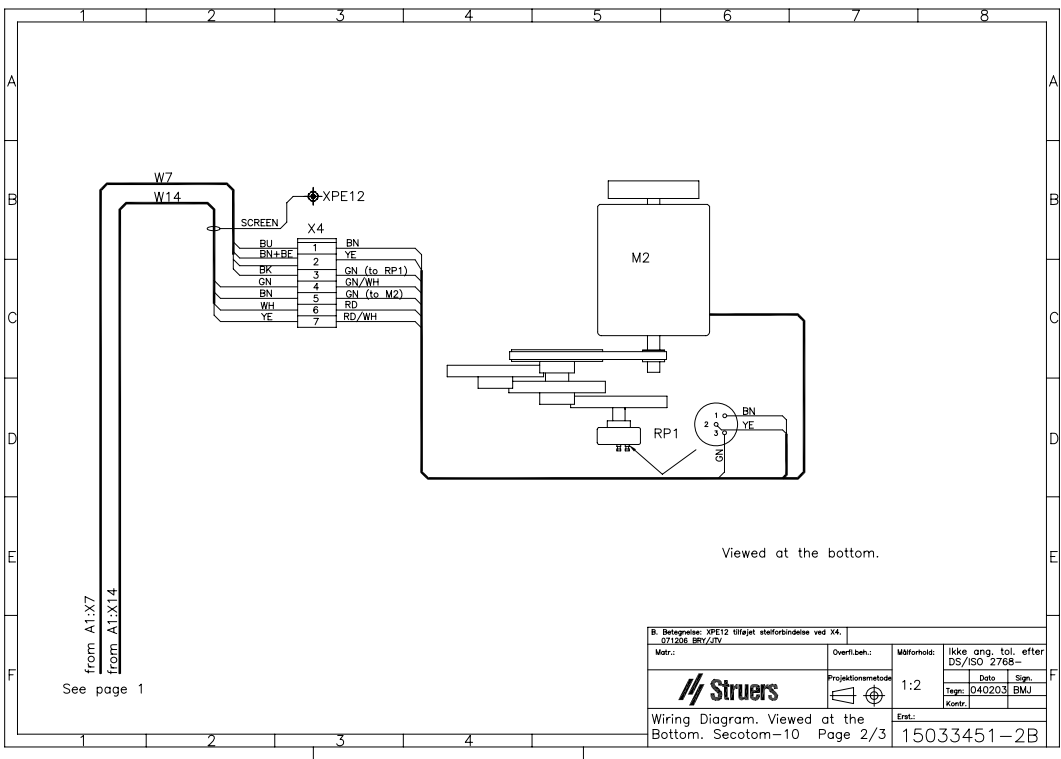 1 2 3 4 5 6 7 8
A A
B B
C C
D D
E E
F F
W7
W14
XPE12
SCREEN
X4
BU 1 BN
BN+BE 2 YE
BK 3 GN (to RP1)
GN 4 GN/WH
BN 5 GN (to M2)
WH 6 RD
YE 7 RD/WH
M2
RP1
1 BN
2 YE
3
GN
Viewed at the bottom.
from A1:X7
from A1:X14
See page 1
B. Betegnelse: XPE12 tilføjet stelforbindelse ved X4.
071206 BRY/JTV
Matr.:
Overfl.beh.:
Målforhold:
Ikke ang. tol. efter
DS/ISO 2768-
Struers
Projektionsmetode
1:2
Dato Sign.
Tegn: 040203 BMJ
Kontr.
Wiring Diagram. Viewed at the
Bottom. Secotom-10 Page 2/3
Erst.:
15033451-2B
1 2 3 4